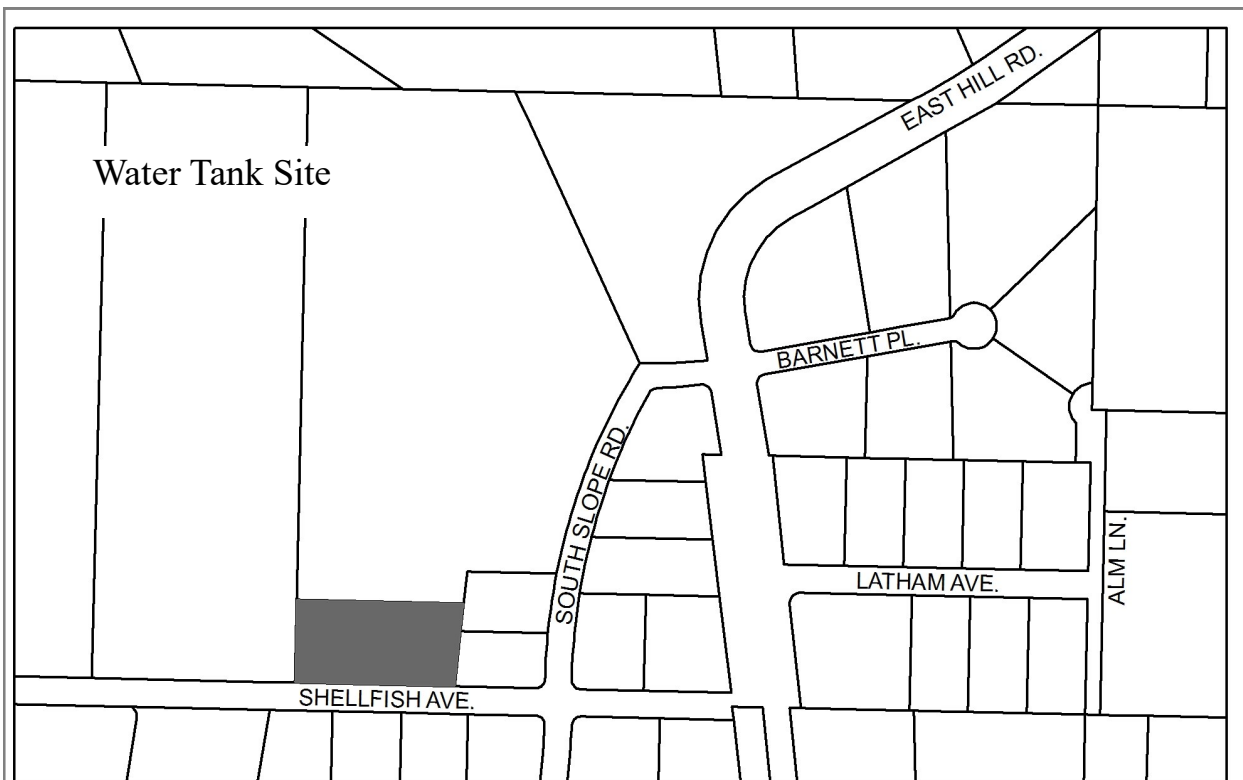 EAST HILL RD.
Water Tank Site
BARNETT PL.
SOUTH SLOPE RD.
ALM LN.
LATHAM AVE.
SHELLFISH AVE.